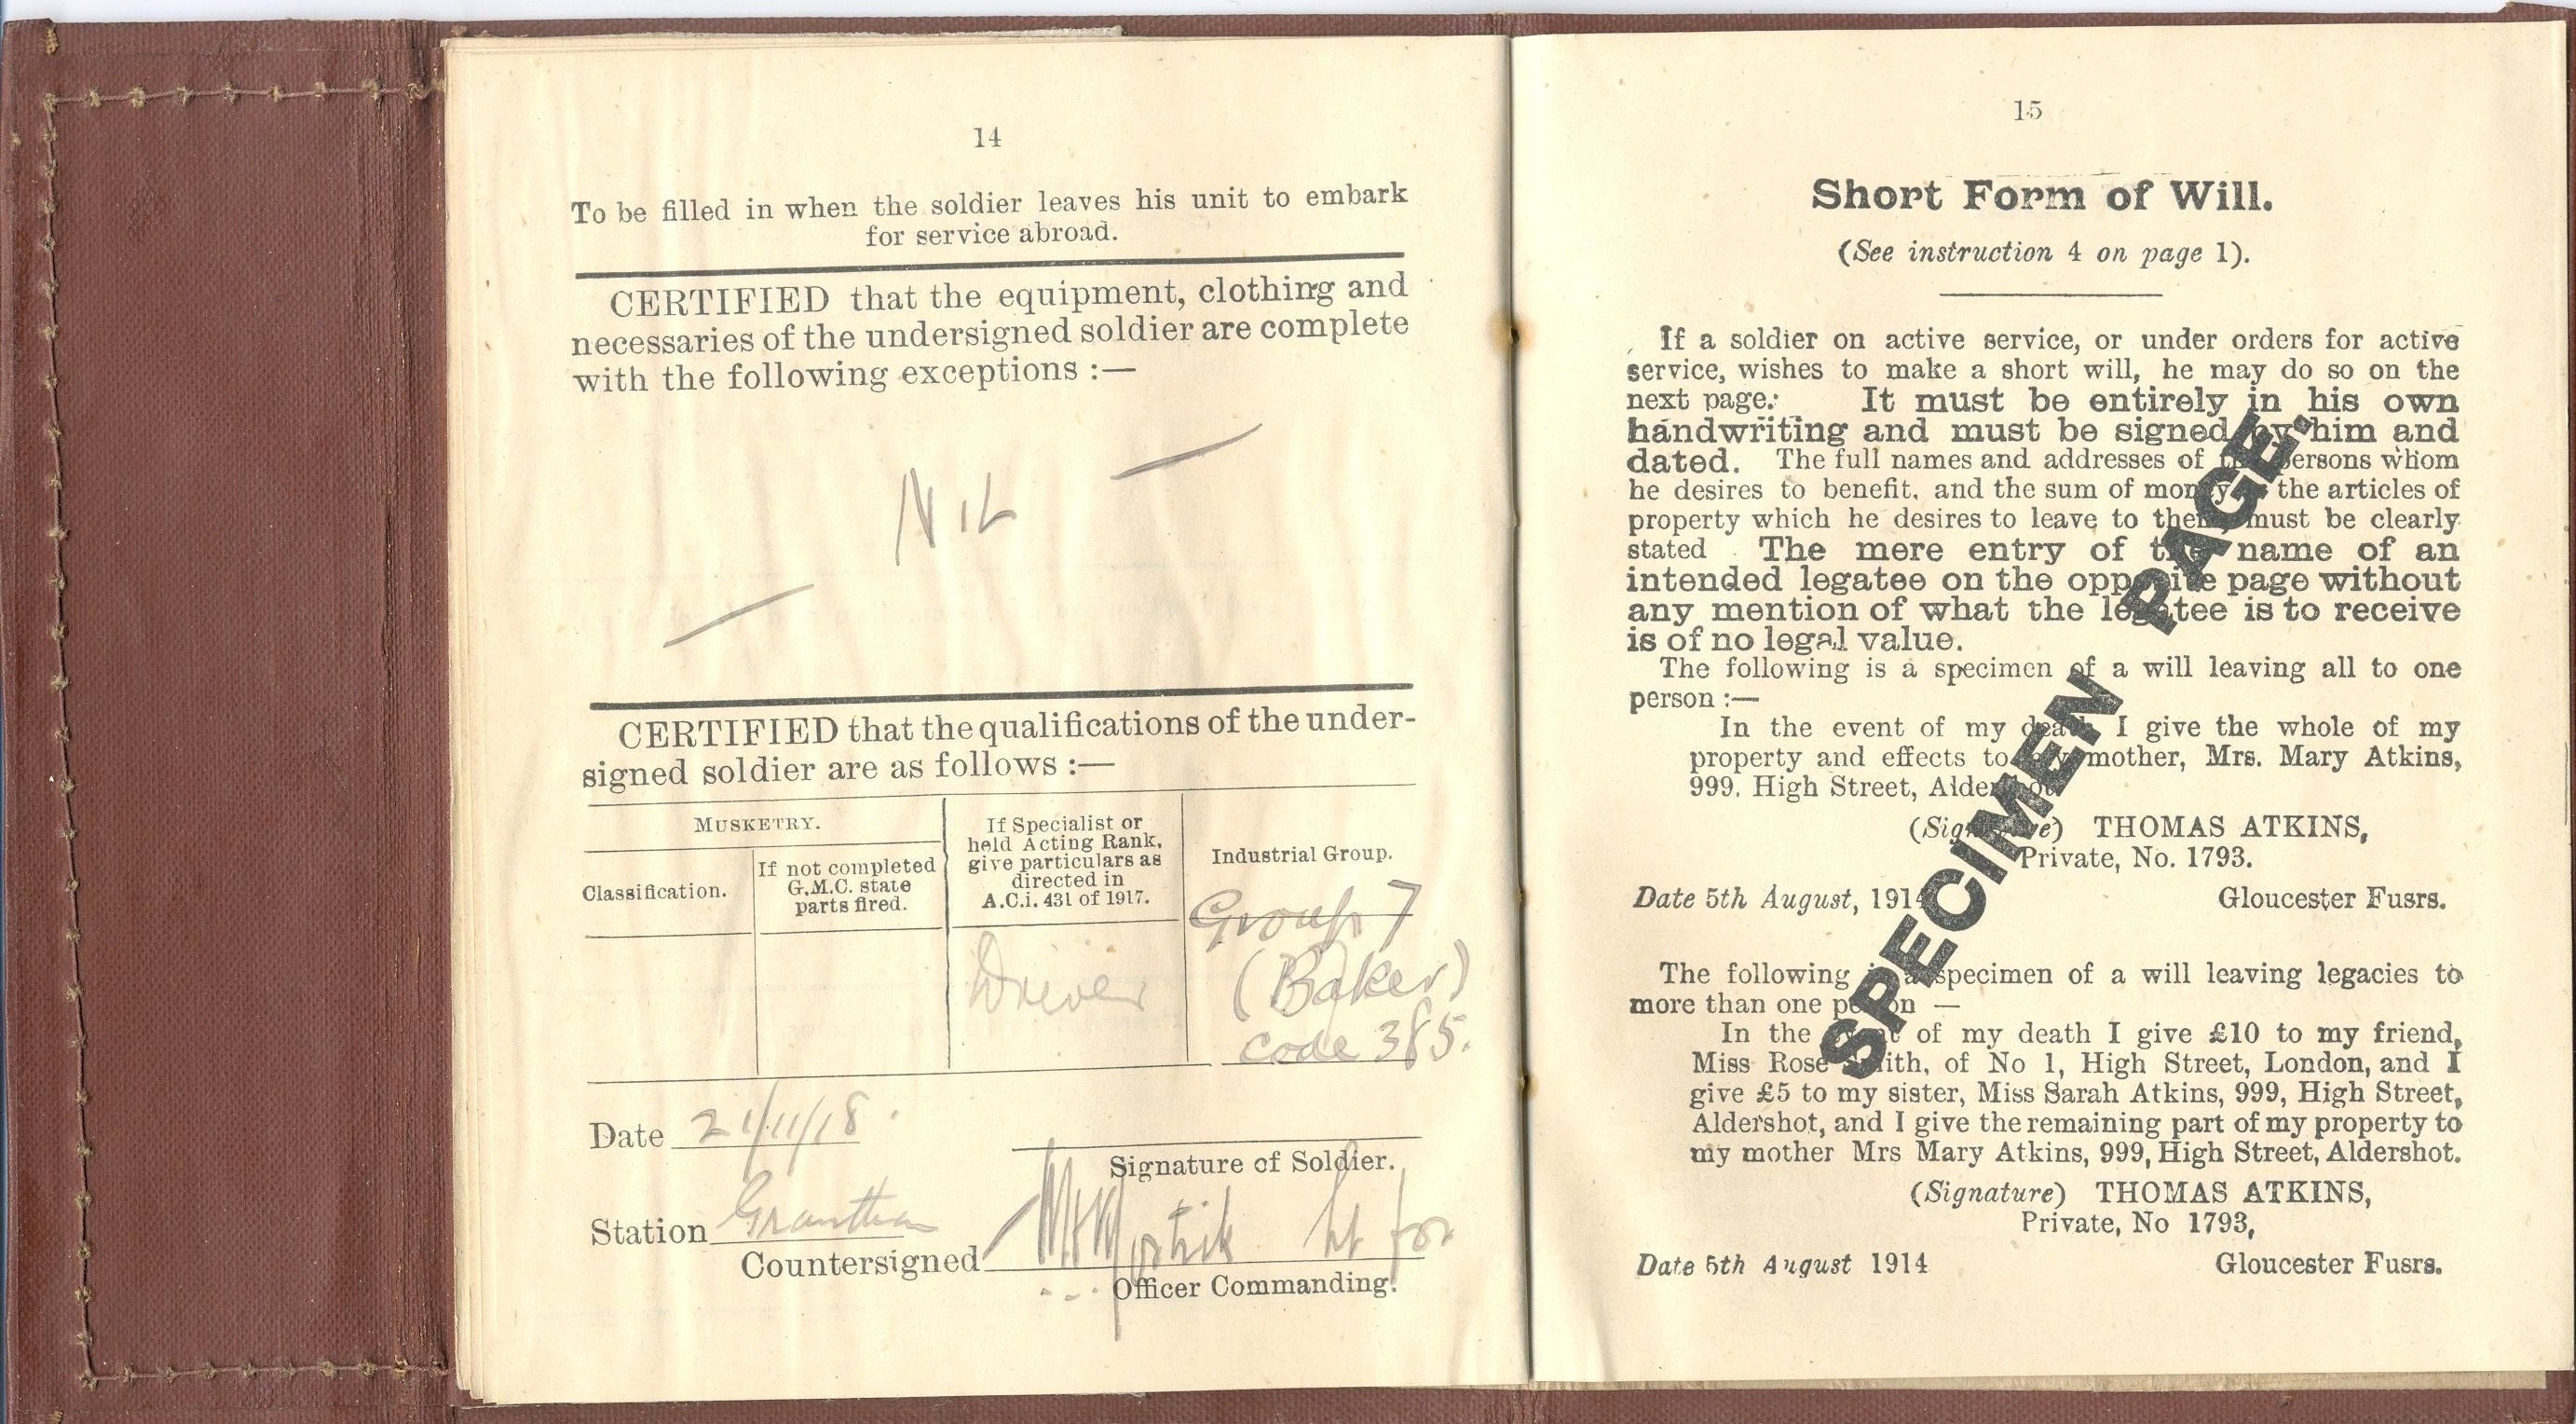 14
To be filled in when the soldier leaves his unit to embark
for service abroad.
CERTIFIED that the equipment, clothing and
necessaries of the undersigned soldier are complete
with the following exceptions :—
— NIL —
CERTIFIED that the qualifications of the under-
signed soldier are as follows :—
MUSKETRY.
Classification.
If not completed
G.M.C. state
parts fired.
If Specialist or
held Acting Rank,
give particulars as
directed in
A.C.i. 431 of 1917.
Industrial Group.
Driver
Group 7
(Baker)
code 385.
Date 21/11/18.
Signature of Soldier.
Station Grantham
Countersigned Lt for
Officer Commanding.
15
Short Form of Will.
(See instruction 4 on page 1).
If a soldier on active service, or under orders for active
service, wishes to make a short will, he may do so on the
next page. It must be entirely in his own
handwriting and must be signed by him and
dated. The full names and addresses of the persons whom
he desires to benefit, and the sum of money or the articles of
property which he desires to leave to them, must be clearly
stated The mere entry of the name of an
intended legatee on the opposite page without
any mention of what the legatee is to receive
is of no legal value.
The following is a specimen of a will leaving all to one
person :—
In the event of my death I give the whole of my
property and effects to my mother, Mrs. Mary Atkins,
999, High Street, Aldershot.
(Signature) THOMAS ATKINS,
Private, No. 1793.
Date 5th August, 1914 Gloucester Fusrs.
The following is a specimen of a will leaving legacies to
more than one person —
In the event of my death I give £10 to my friend,
Miss Rose Smith, of No 1, High Street, London, and I
give £5 to my sister, Miss Sarah Atkins, 999, High Street,
Aldershot, and I give the remaining part of my property to
my mother Mrs Mary Atkins, 999, High Street, Aldershot.
(Signature) THOMAS ATKINS,
Private, No 1793,
Date 5th August 1914 Gloucester Fusrs.
SPECIMEN PAGE.